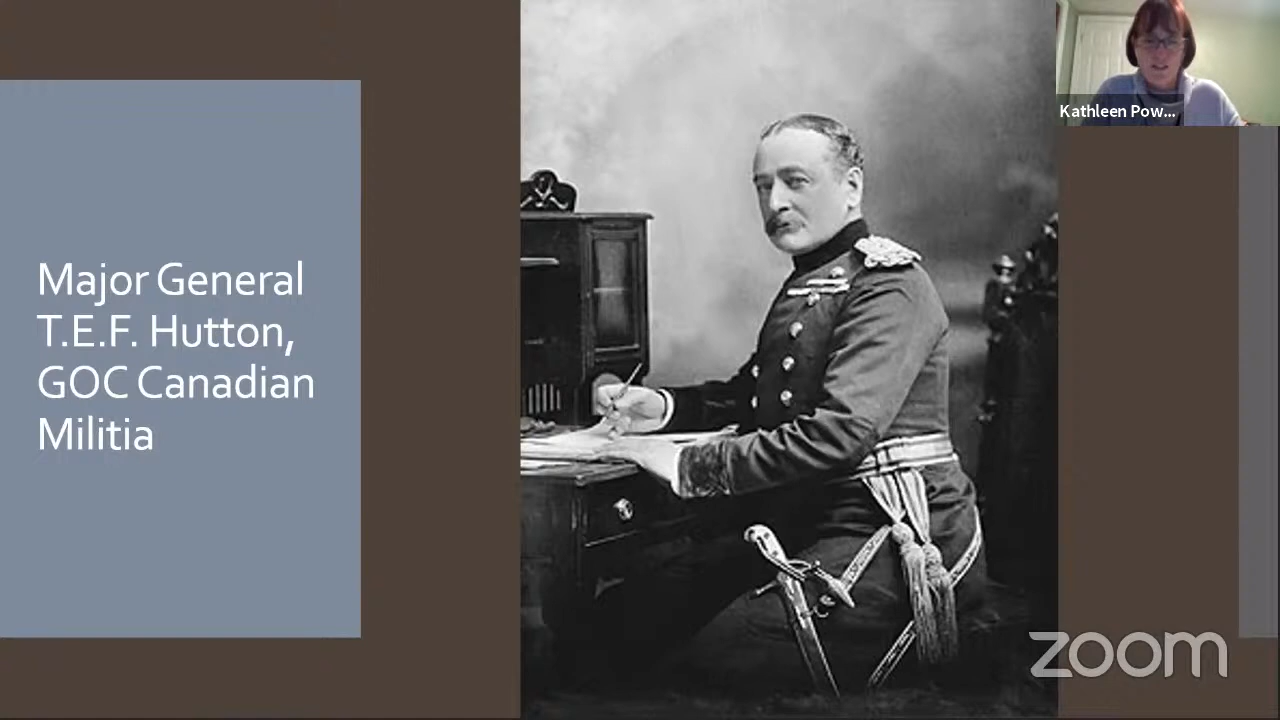 Major General
T.E.F. Hutton,
GOC Canadian
Militia
Kathleen Pow...
zoom